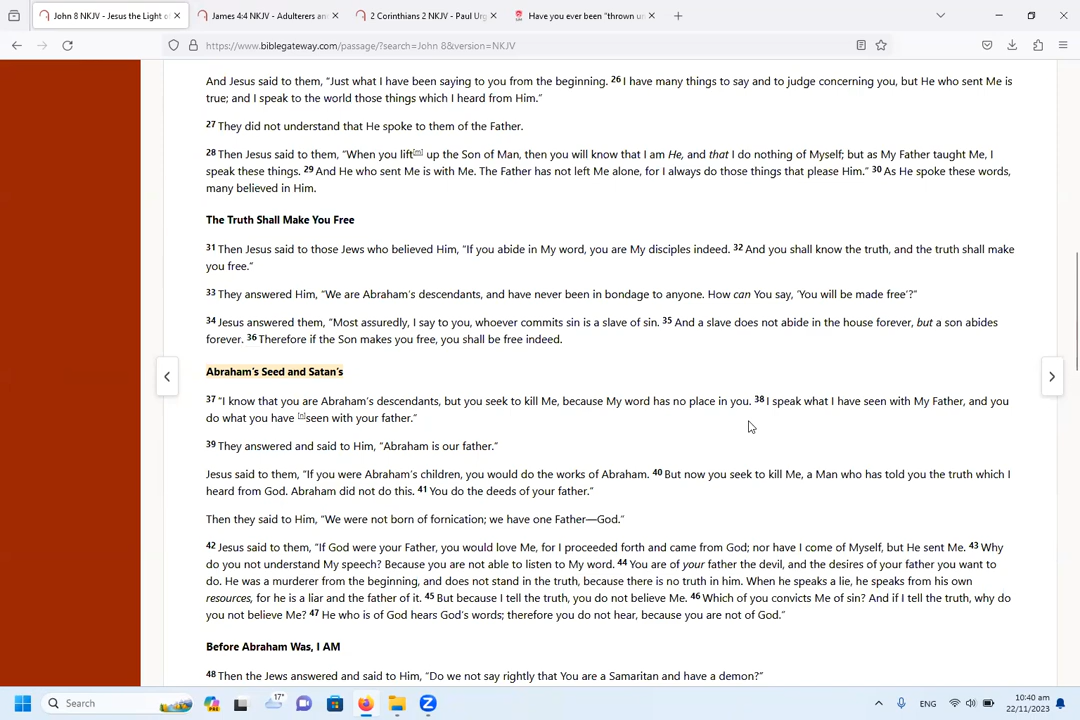 John 8 NKJV - Jesus the Light of
James 4:4 NKJV - Adulterers an
2 Corinthians 2 NKJV - Paul Urg
Have you ever been "thrown un
https://www.biblegateway.com/passage/?search=John 8&version=NKJV
And Jesus said to them, “Just what I have been saying to you from the beginning. 26 I have many things to say and to judge concerning you, but He who sent Me is
true; and I speak to the world those things which I heard from Him.”
27 They did not understand that He spoke to them of the Father.
28 Then Jesus said to them, “When you lift[m] up the Son of Man, then you will know that I am He, and that I do nothing of Myself; but as My Father taught Me, I
speak these things. 29 And He who sent Me is with Me. The Father has not left Me alone, for I always do those things that please Him.” 30 As He spoke these words,
many believed in Him.
The Truth Shall Make You Free
31 Then Jesus said to those Jews who believed Him, “If you abide in My word, you are My disciples indeed. 32 And you shall know the truth, and the truth shall make
you free.”
33 They answered Him, “We are Abraham’s descendants, and have never been in bondage to anyone. How can You say, ‘You will be made free’?”
34 Jesus answered them, “Most assuredly, I say to you, whoever commits sin is a slave of sin. 35 And a slave does not abide in the house forever, but a son abides
forever. 36 Therefore if the Son makes you free, you shall be free indeed.
Abraham’s Seed and Satan’s
37 “I know that you are Abraham’s descendants, but you seek to kill Me, because My word has no place in you. 38 I speak what I have seen with My Father, and you
do what you have [n]seen with your father.”
39 They answered and said to Him, “Abraham is our father.”
Jesus said to them, “If you were Abraham’s children, you would do the works of Abraham. 40 But now you seek to kill Me, a Man who has told you the truth which I
heard from God. Abraham did not do this. 41 You do the deeds of your father.”
Then they said to Him, “We were not born of fornication; we have one Father—God.”
42 Jesus said to them, “If God were your Father, you would love Me, for I proceeded forth and came from God; nor have I come of Myself, but He sent Me. 43 Why
do you not understand My speech? Because you are not able to listen to My word. 44 You are of your father the devil, and the desires of your father you want to
do. He was a murderer from the beginning, and does not stand in the truth, because there is no truth in him. When he speaks a lie, he speaks from his own
resources, for he is a liar and the father of it. 45 But because I tell the truth, you do not believe Me. 46 Which of you convicts Me of sin? And if I tell the truth, why do
you not believe Me? 47 He who is of God hears God’s words; therefore you do not hear, because you are not of God.”
Before Abraham Was, I AM
48 Then the Jews answered and said to Him, “Do we not say rightly that You are a Samaritan and have a demon?”
Search
17°
ENG
10:40 am
22/11/2023